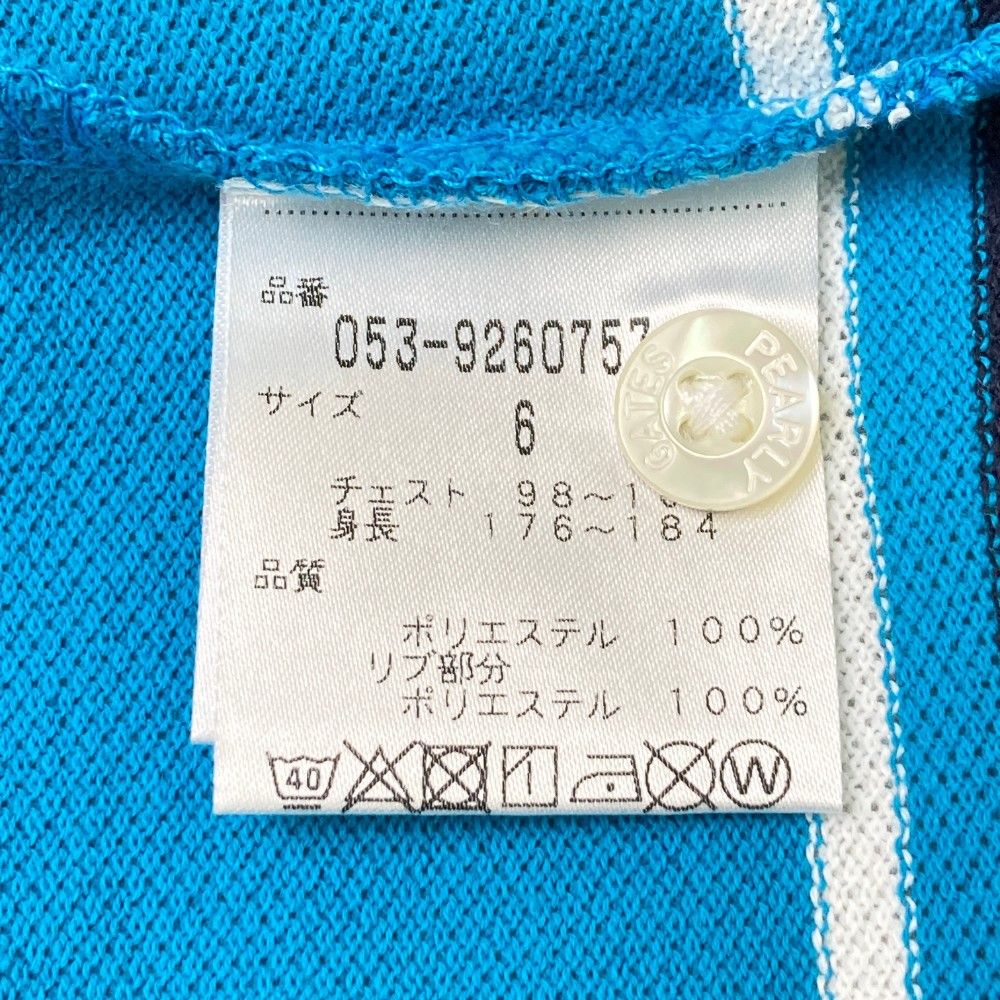 品番
053-9260757
サイズ
6
チェスト 98～1
身長 176～184
品質
ポリエステル 100%
リブ部分
ポリエステル 100%
40
W
PEARLY
GATES